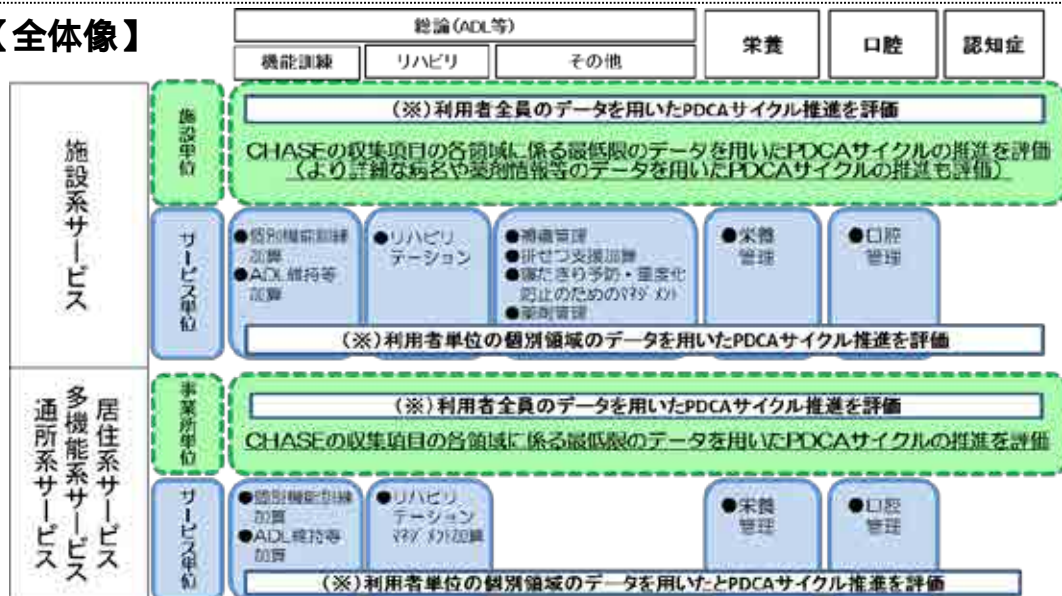 【全体像】
総論(ADL等)
機能訓練
リハビリ
その他
栄養
口腔
認知症
施設系サービス
施設単位
(※)利用者全員のデータを用いたPDCAサイクル推進を評価
CHASEの収集項目の各領域に係る最低限のデータを用いたPDCAサイクルの推進を評価
(より詳細な病名や薬剤情報等のデータを用いたPDCAサイクルの推進も評価)
サービス単位
●個別機能訓練
加算
●ADL維持等
加算
●リハビリ
テーション
●褥瘡管理
●排せつ支援加算
●寝たきり予防・重度化
防止のためのマネジメント
●薬剤管理
●栄養
管理
●口腔
管理
(※)利用者単位の個別領域のデータを用いたPDCAサイクル推進を評価
居住系サービス
多機能系サービス
通所系サービス
事業所単位
(※)利用者全員のデータを用いたPDCAサイクル推進を評価
CHASEの収集項目の各領域に係る最低限のデータを用いたPDCAサイクルの推進を評価
サービス単位
●個別機能訓練
加算
●ADL維持等
加算
●リハビリ
テーション
マネジメント加算
●栄養
管理
●口腔
管理
(※)利用者単位の個別領域のデータを用いたとPDCAサイクル推進を評価